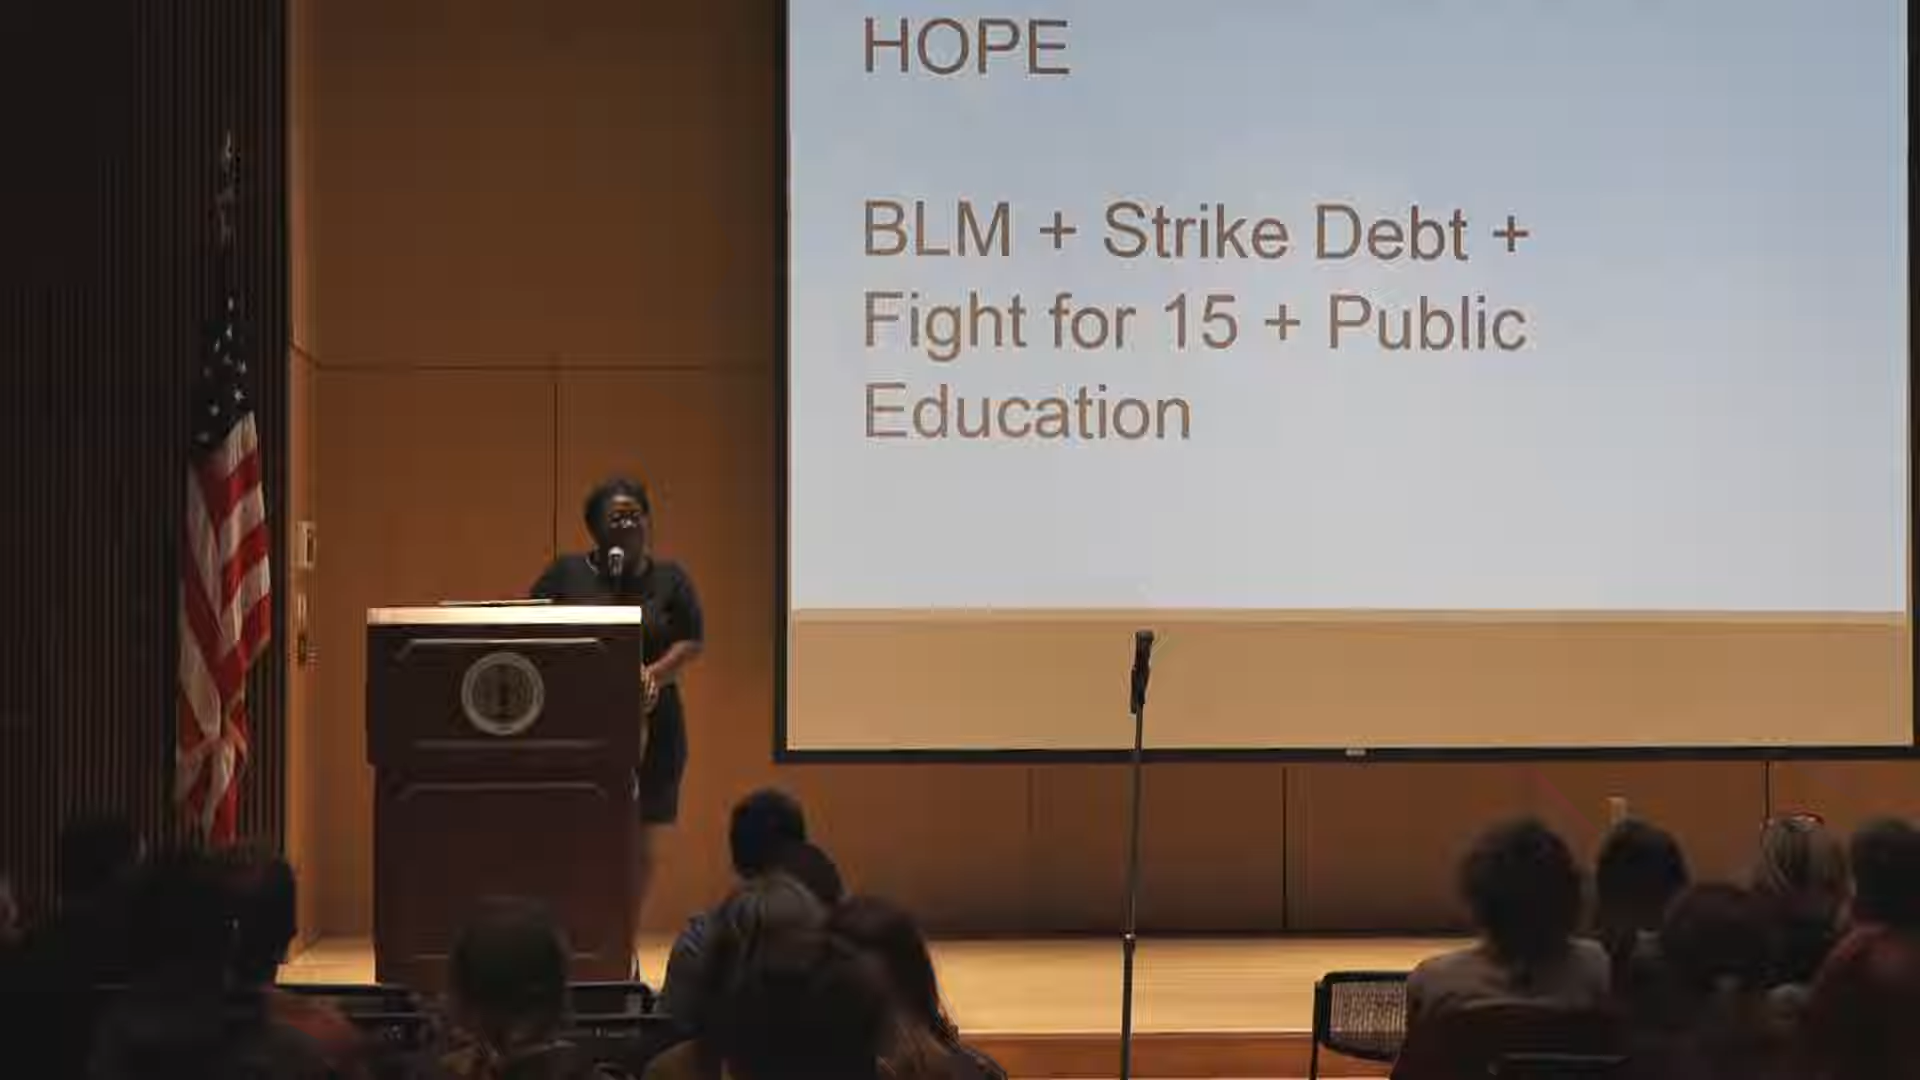 HOPE
BLM + Strike Debt +
Fight for 15 + Public
Education